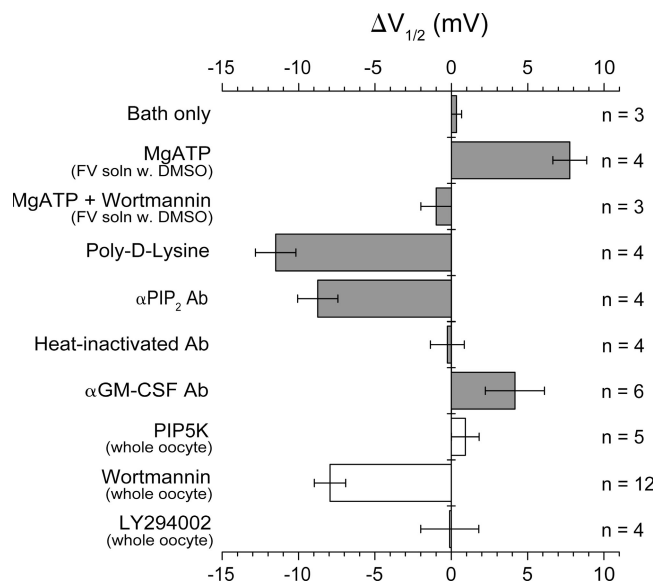 ΔV1/2 (mV)
-15 -10 -5 0 5 10
Bath only n = 3
MgATP n = 4
(FV soln w. DMSO)
MgATP + Wortmannin n = 3
(FV soln w. DMSO)
Poly-D-Lysine n = 4
αPIP2 Ab n = 4
Heat-inactivated Ab n = 4
αGM-CSF Ab n = 6
PIP5K n = 5
(whole oocyte)
Wortmannin n = 12
(whole oocyte)
LY294002 n = 4
(whole oocyte)
-15 -10 -5 0 5 10